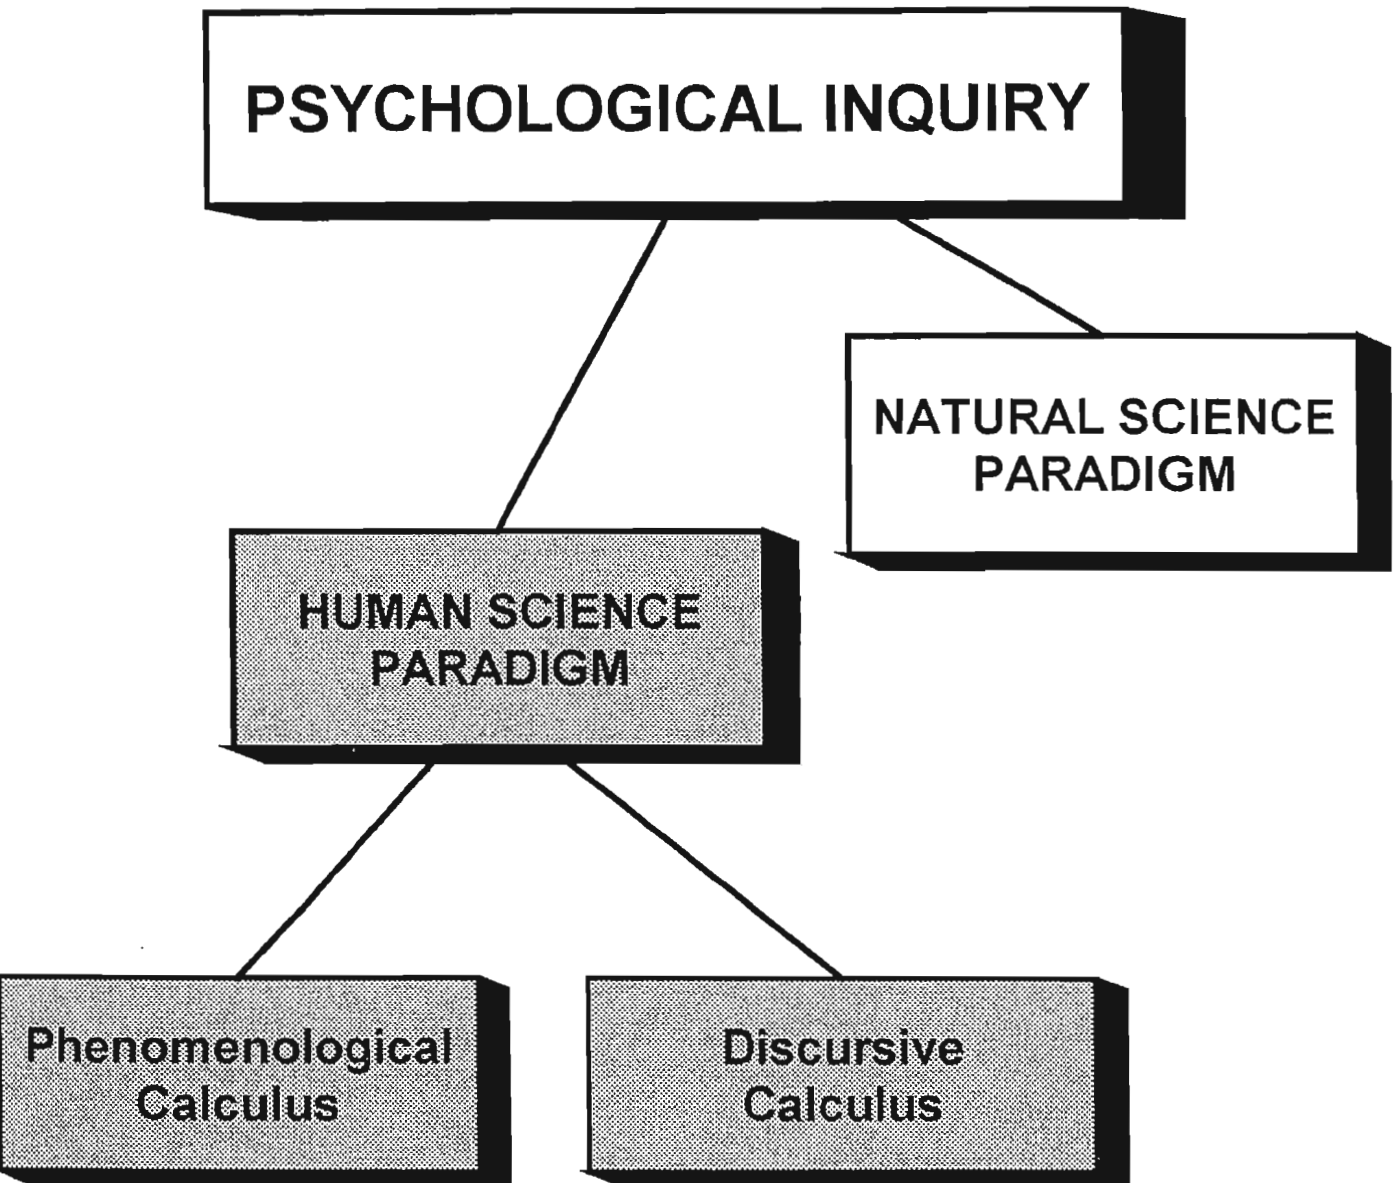 PSYCHOLOGICAL INQUIRY
NATURAL SCIENCE
PARADIGM
HUMAN SCIENCE
PARADIGM
Phenomenological
Calculus
Discursive
Calculus